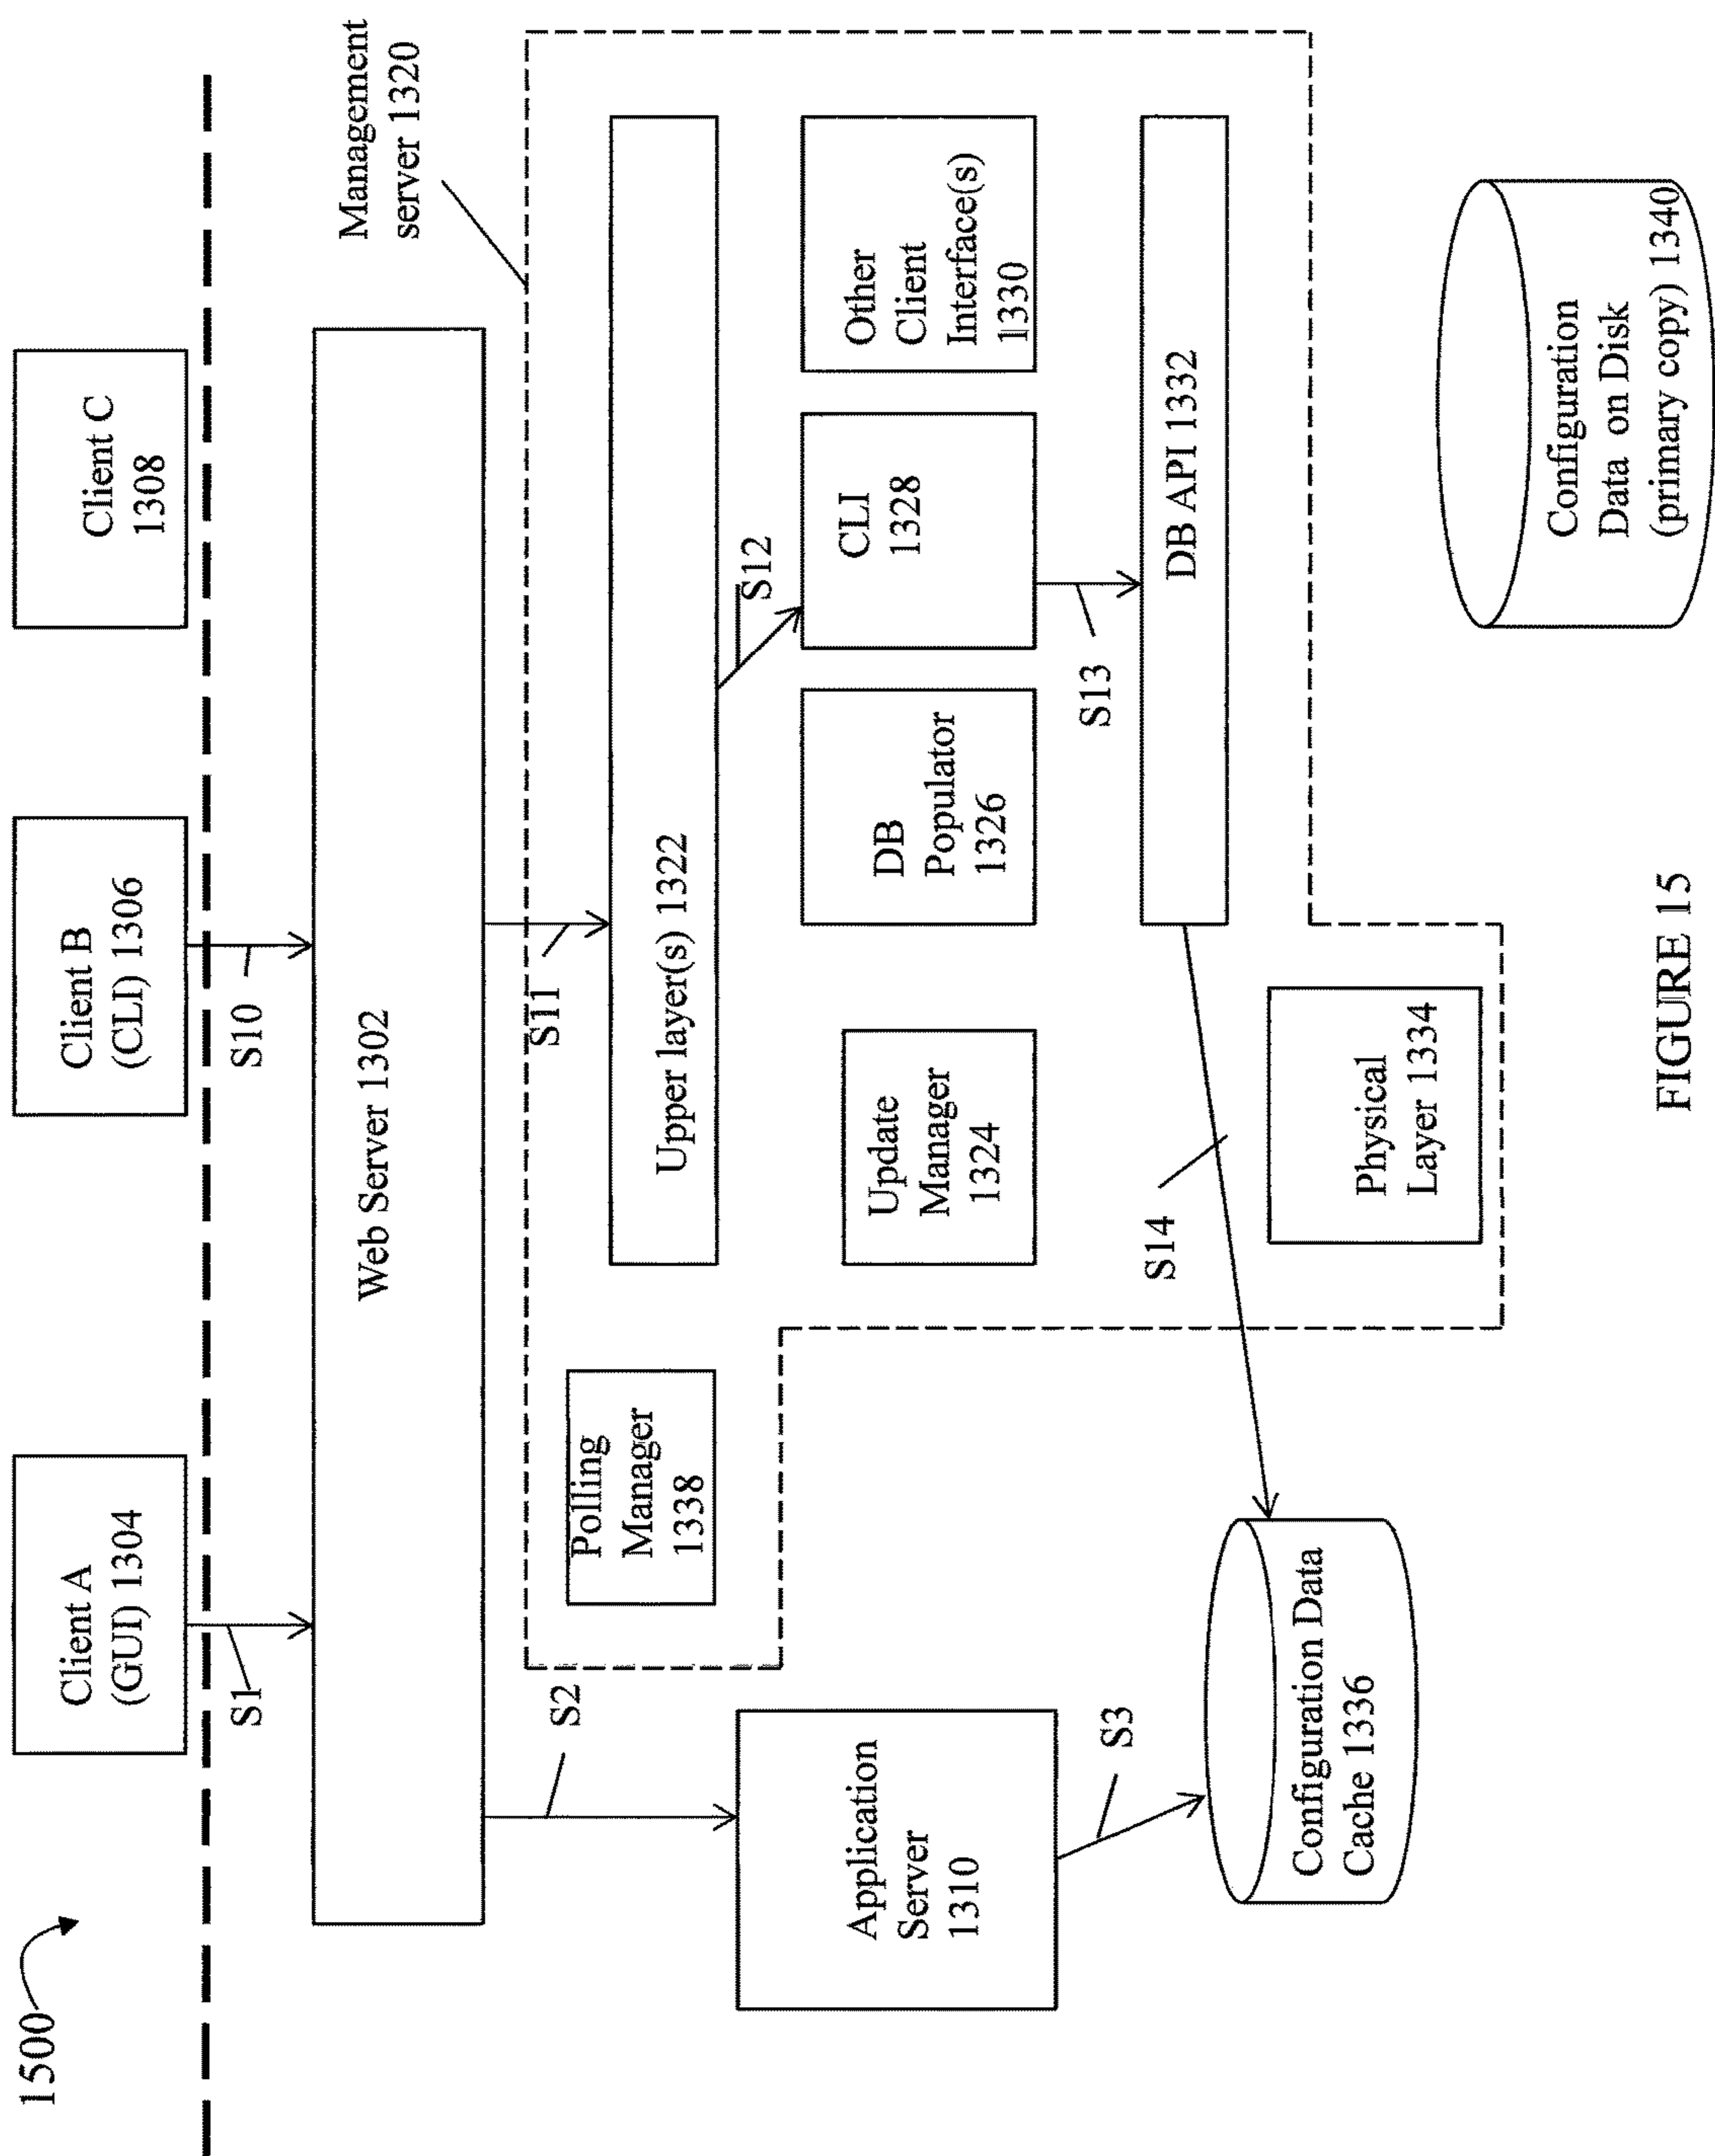 1500
Client A
(GUI) 1304
Client B
(CLI) 1306
Client C
1308
S1
S10
Web Server 1302
Management
server 1320
S2
S11
Polling
Manager
1338
Upper layer(s) 1322
S12
Application
Server
1310
Update
Manager
1324
DB
Populator
1326
CLI
1328
Other
Client
Interface(s)
1330
S3
S14
S13
DB API 1332
Configuration Data
Cache 1336
Physical
Layer 1334
Configuration
Data on Disk
(primary copy) 1340
FIGURE 15